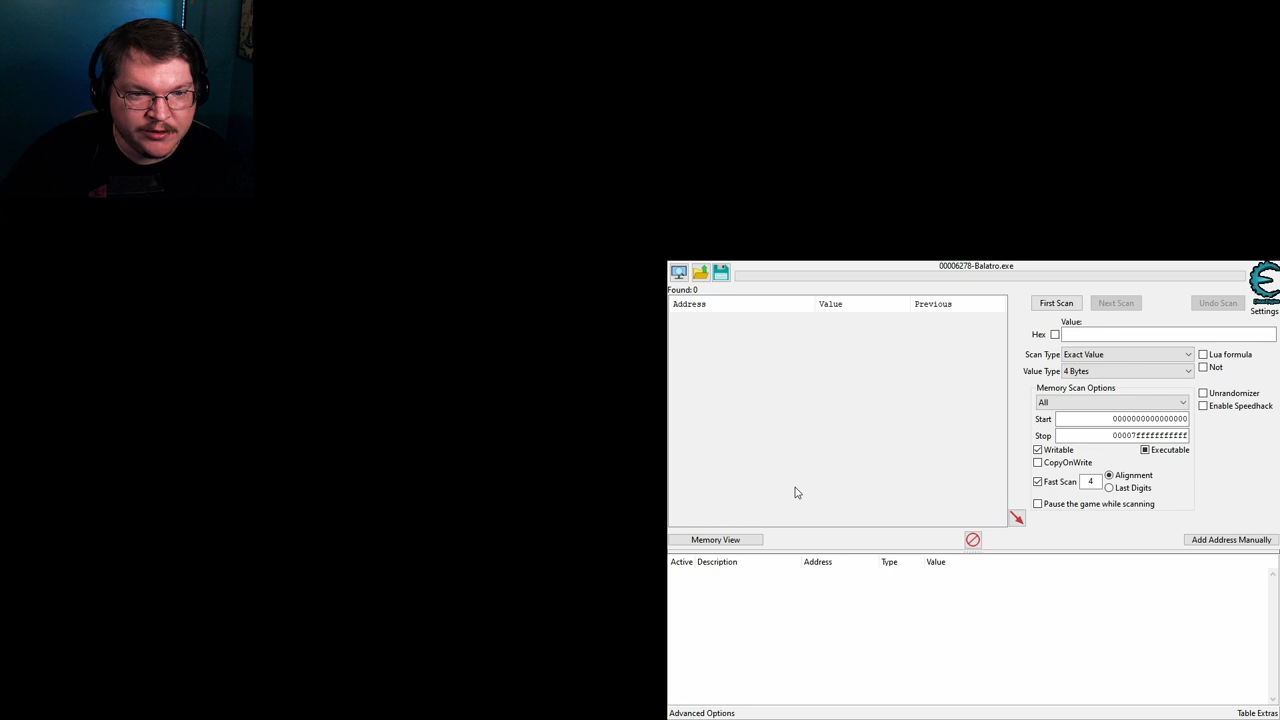 00006278-Balatro.exe
Found: 0
Address Value Previous
First Scan Next Scan Undo Scan
Settings
Value:
Hex
Scan Type Exact Value Lua formula
Not
Value Type 4 Bytes
Memory Scan Options
All
Unrandomizer
Enable Speedhack
Start 0000000000000000
Stop 00007fffffffffff
Writable Executable
CopyOnWrite
Fast Scan 4 Alignment
Last Digits
Pause the game while scanning
Memory View Add Address Manually
Active Description Address Type Value
Advanced Options Table Extras